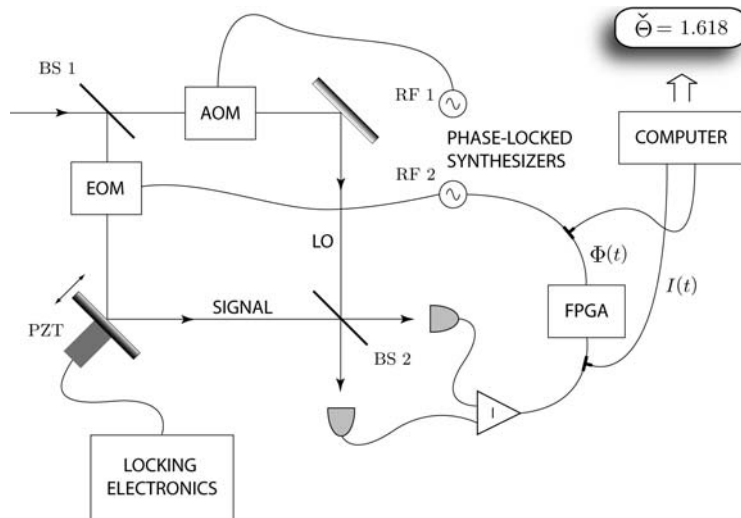 Θ̌ = 1.618
BS 1
AOM
RF 1
COMPUTER
PHASE-LOCKED
SYNTHESIZERS
EOM
RF 2
LO
Φ(t)
I(t)
SIGNAL
FPGA
PZT
BS 2
I
LOCKING
ELECTRONICS